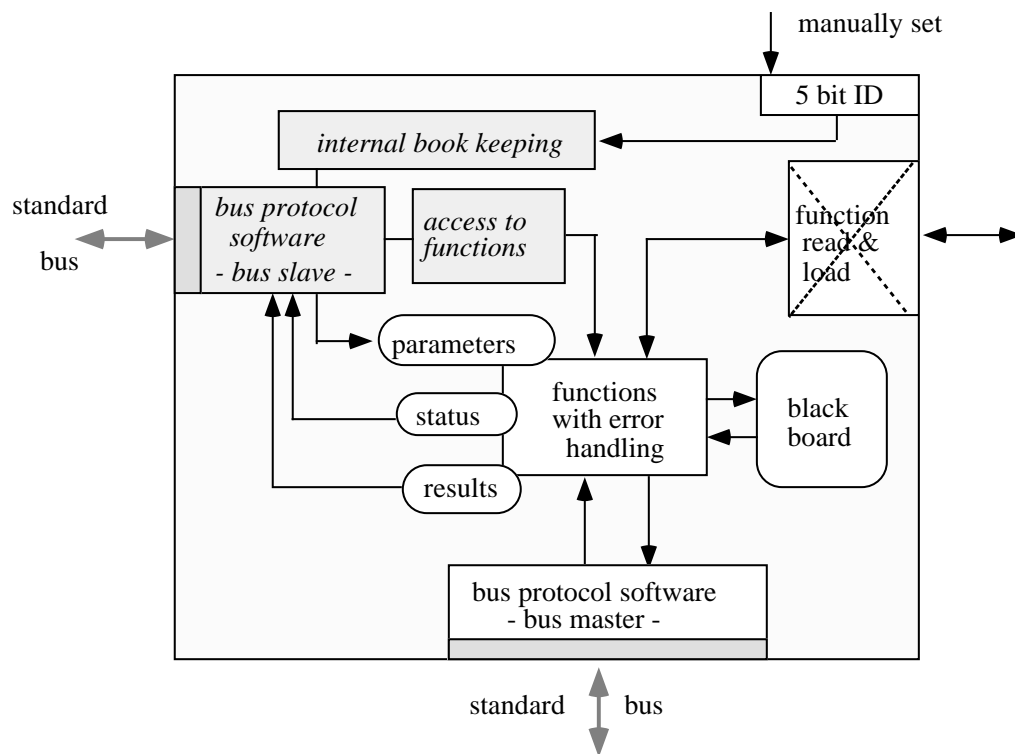 manually set
5 bit ID
internal book keeping
standard
bus
bus protocol
software
- bus slave -
access to
functions
function
read &
load
parameters
status
results
functions
with error
handling
black
board
bus protocol software
- bus master -
standard bus